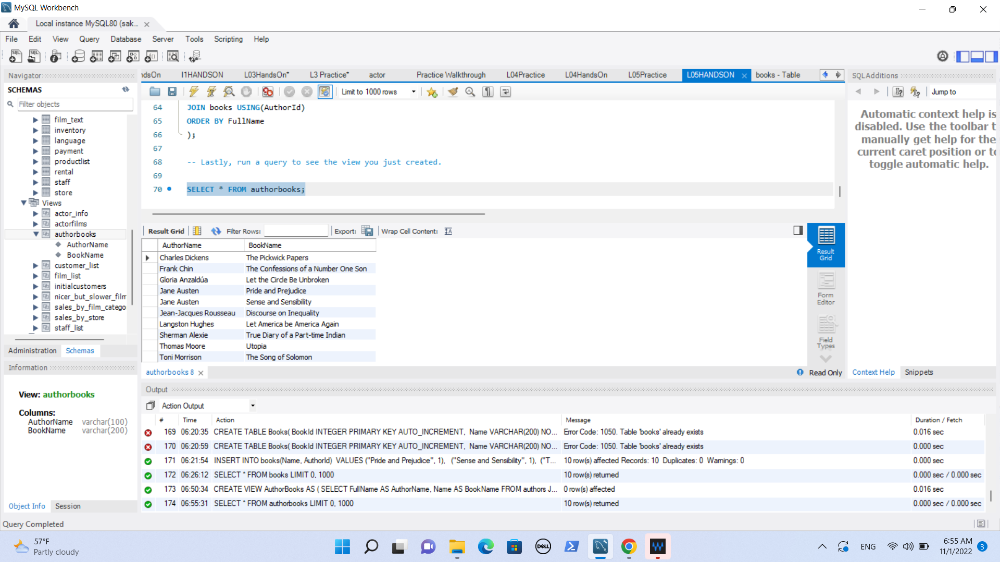 MySQL Workbench
Local instance MySQL80 (sak...
File Edit View Query Database Server Tools Scripting Help
Navigator
SCHEMAS
Filter objects
film_text
inventory
language
payment
productlist
rental
staff
store
Views
actor_info
actorfilms
authorbooks
AuthorName
BookName
customer_list
film_list
initialcustomers
nicer_but_slower_film
sales_by_film_catego
sales_by_store
staff_list
Administration Schemas
Information
View: authorbooks
Columns:
AuthorName varchar(100)
BookName varchar(200)
Object Info Session
Query Completed
ndsOn l1HANDSON L03HandsOn* L3 Practice* actor Practice Walkthrough L04Practice L04HandsOn L05Practice L05HANDSON books - Table
Limit to 1000 rows
64 JOIN books USING(AuthorId)
65 ORDER BY FullName
66 );
67
68 -- Lastly, run a query to see the view you just created.
69
70 SELECT * FROM authorbooks;
Result Grid Filter Rows: Export: Wrap Cell Content:
AuthorName BookName
Charles Dickens The Pickwick Papers
Frank Chin The Confessions of a Number One Son
Gloria Anzaldúa Let the Circle Be Unbroken
Jane Austen Pride and Prejudice
Jane Austen Sense and Sensibility
Jean-Jacques Rousseau Discourse on Inequality
Langston Hughes Let America be America Again
Sherman Alexie True Diary of a Part-time Indian
Thomas Moore Utopia
Toni Morrison The Song of Solomon
Result
Grid
Form
Editor
Field
Types
authorbooks 8
Read Only
SQLAdditions
Jump to
Automatic context help is
disabled. Use the toolbar t
manually get help for the
current caret position or to
toggle automatic help.
Context Help Snippets
Output
Action Output
# Time Action Message Duration / Fetch
169 06:20:35 CREATE TABLE Books( BookId INTEGER PRIMARY KEY AUTO_INCREMENT, Name VARCHAR(200) NO... Error Code: 1050. Table 'books' already exists 0.016 sec
170 06:20:59 CREATE TABLE Books( BookId INTEGER PRIMARY KEY AUTO_INCREMENT, Name VARCHAR(200) NO... Error Code: 1050. Table 'books' already exists 0.000 sec
171 06:21:54 INSERT INTO books(Name, AuthorId) VALUES ("Pride and Prejudice", 1), ("Sense and Sensibility", 1), ("T... 10 row(s) affected Records: 10 Duplicates: 0 Warnings: 0 0.000 sec
172 06:26:12 SELECT * FROM books LIMIT 0, 1000 10 row(s) returned 0.000 sec / 0.000 sec
173 06:50:34 CREATE VIEW AuthorBooks AS ( SELECT FullName AS AuthorName, Name AS BookName FROM authors J... 0 row(s) affected 0.016 sec
174 06:55:31 SELECT * FROM authorbooks LIMIT 0, 1000 10 row(s) returned 0.000 sec / 0.000 sec
57°F
Partly cloudy
DELL
ENG
6:55 AM
11/1/2022
3